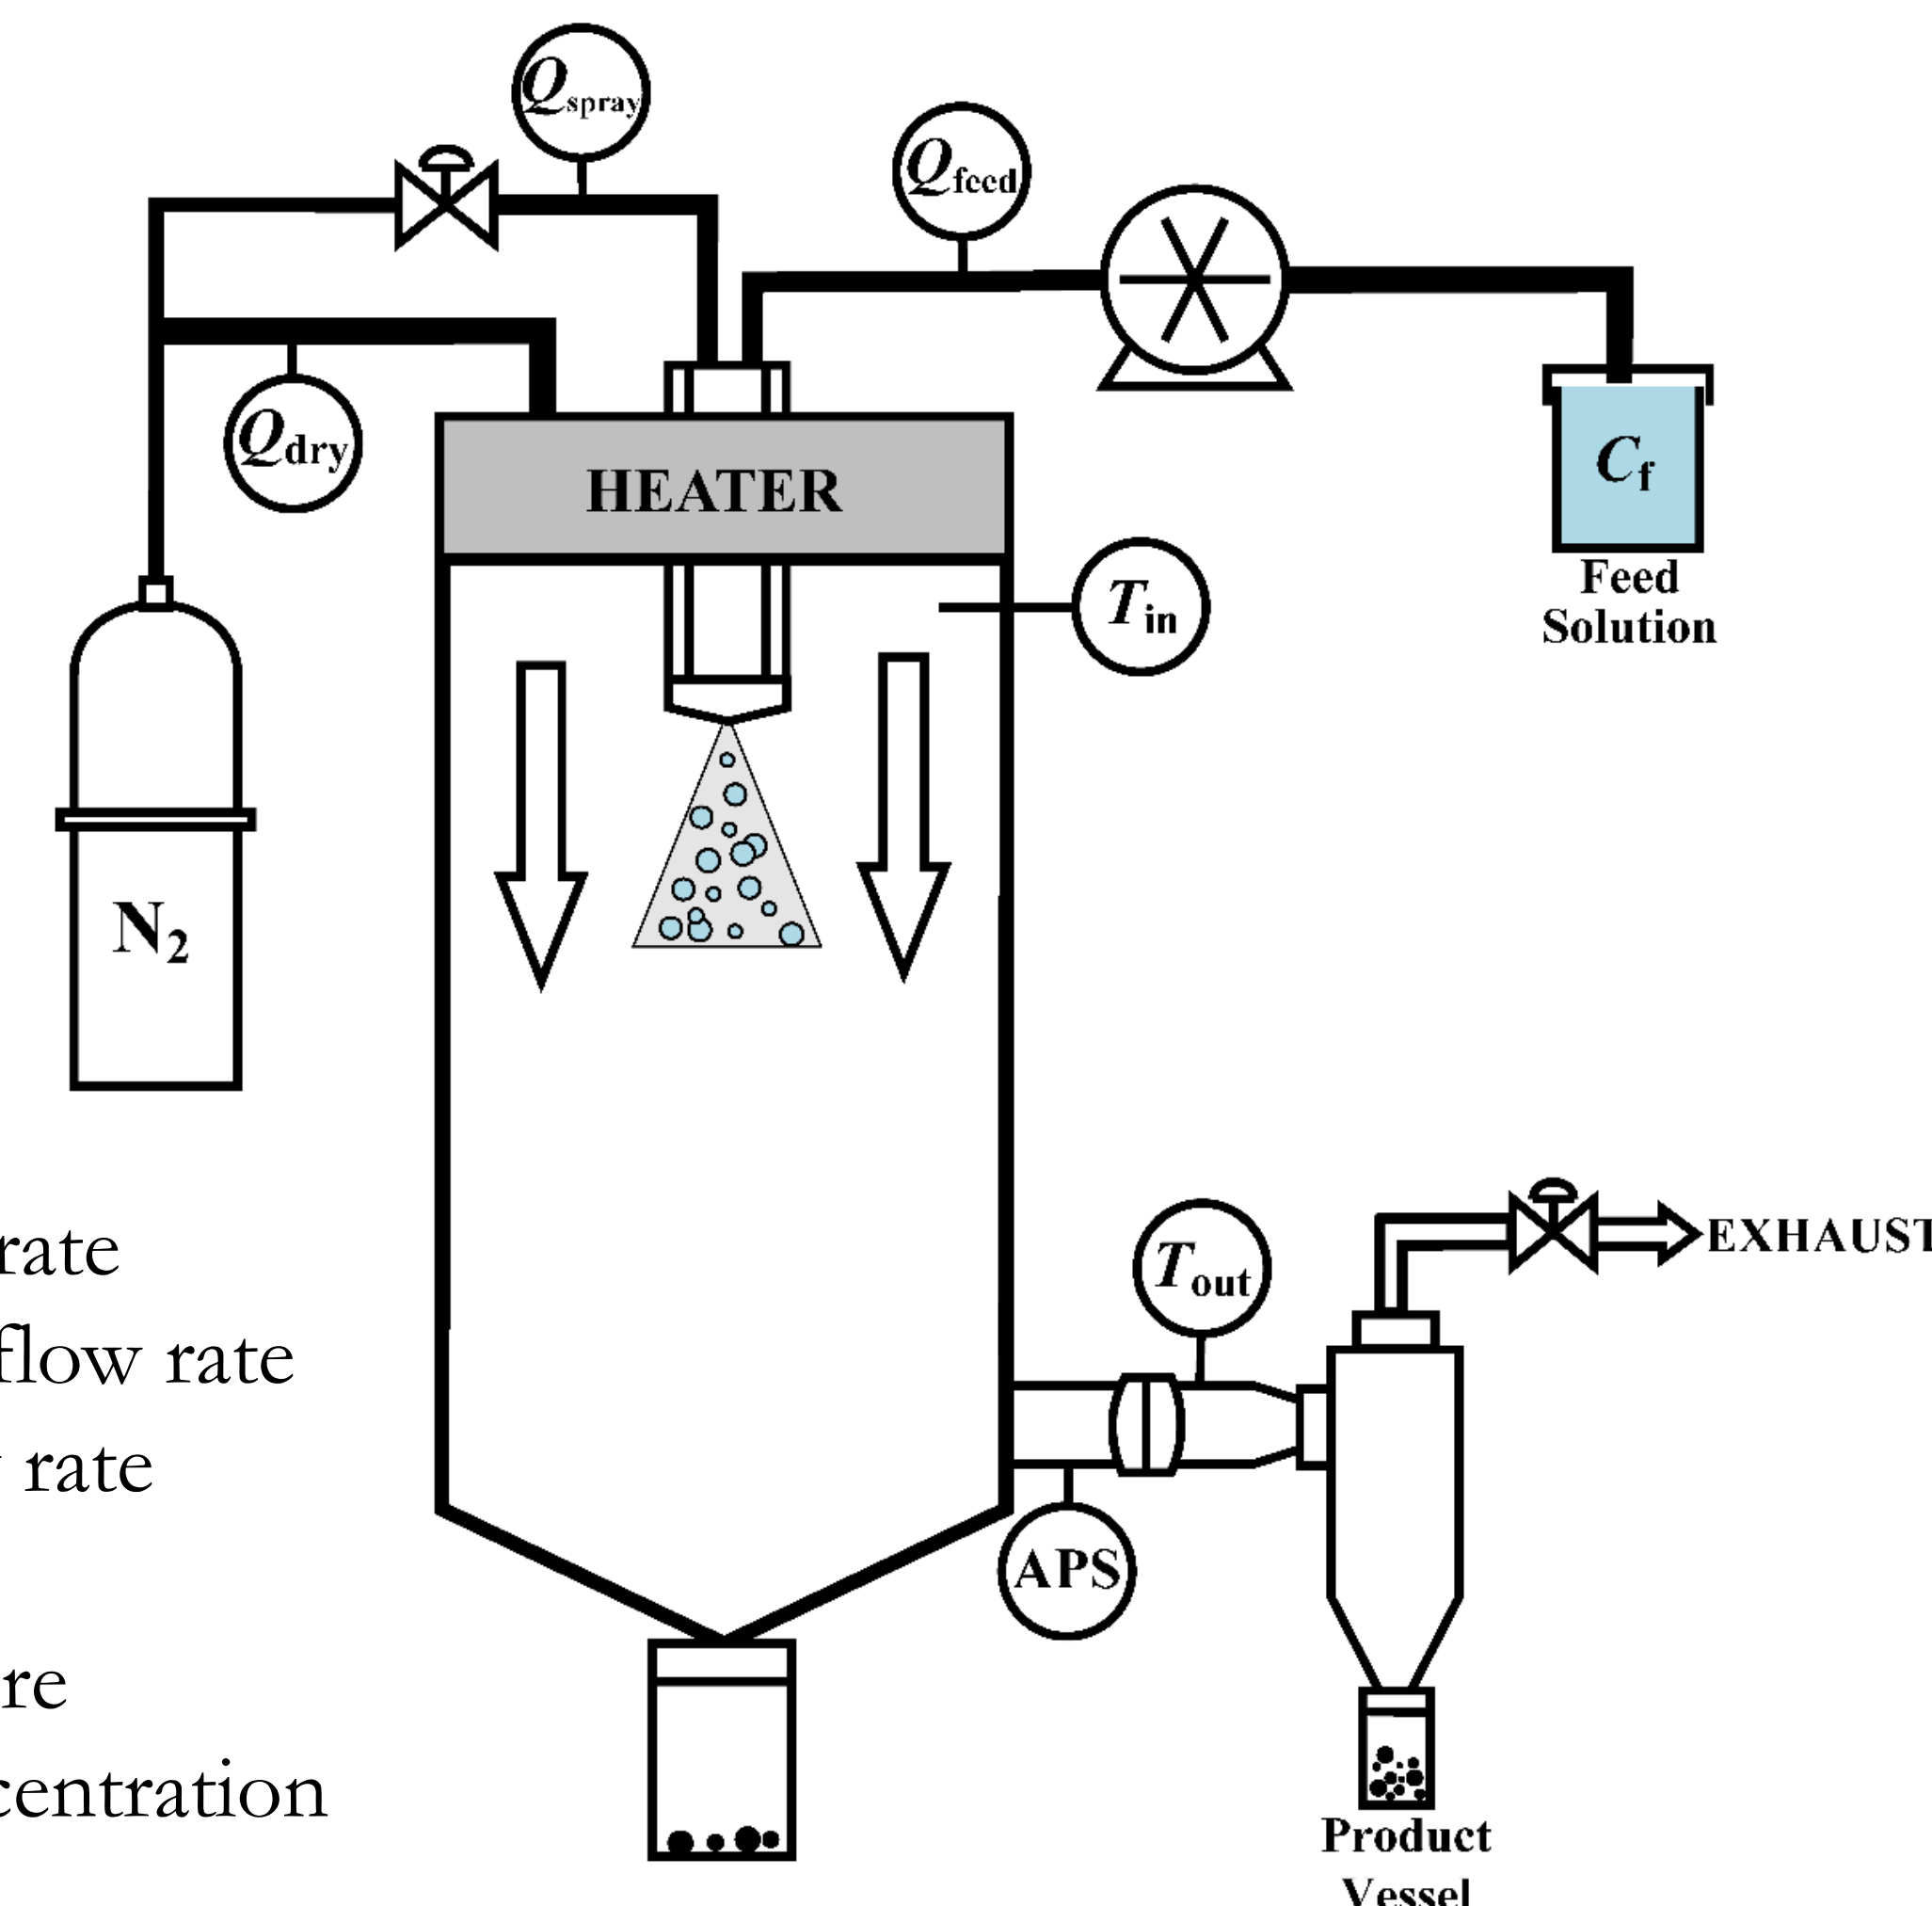 Qspray
Qfeed
Qdry
HEATER
Cf
Feed
Solution
Tin
N2
rate
flow rate
rate
re
centration
Tout
EXHAUST
APS
Product
Vessel